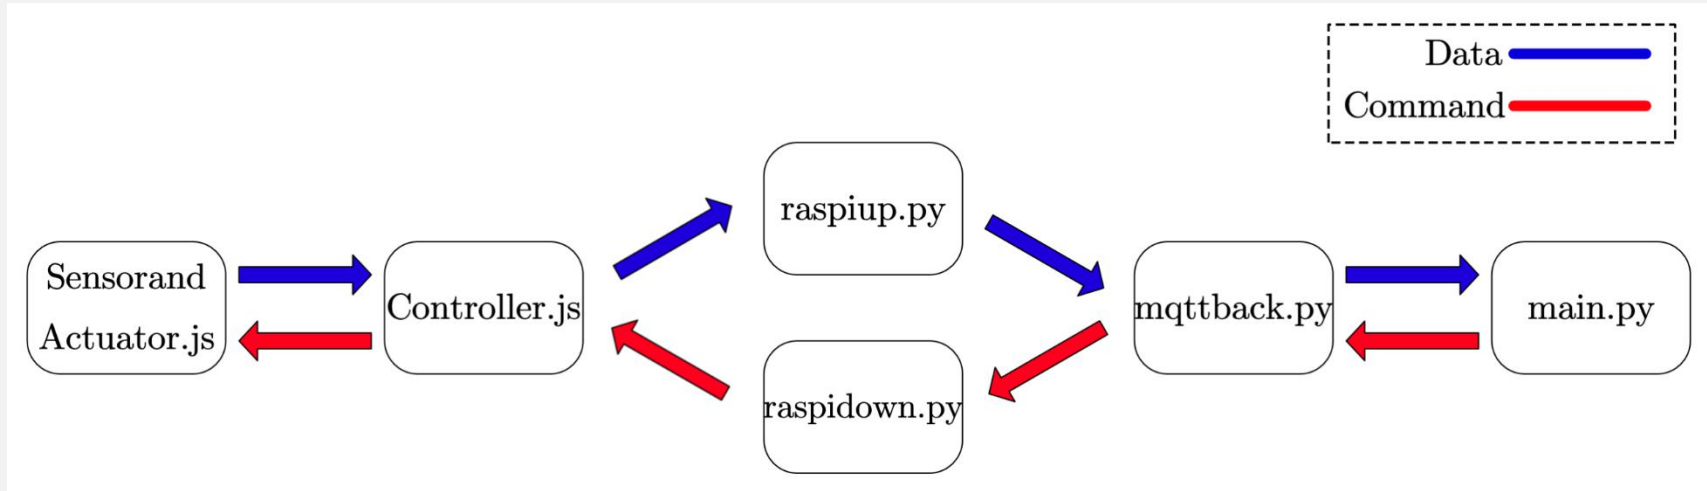 Data
Command
raspiup.py
Sensorand
Actuator.js
Controller.js
mqttback.py
main.py
raspidown.py